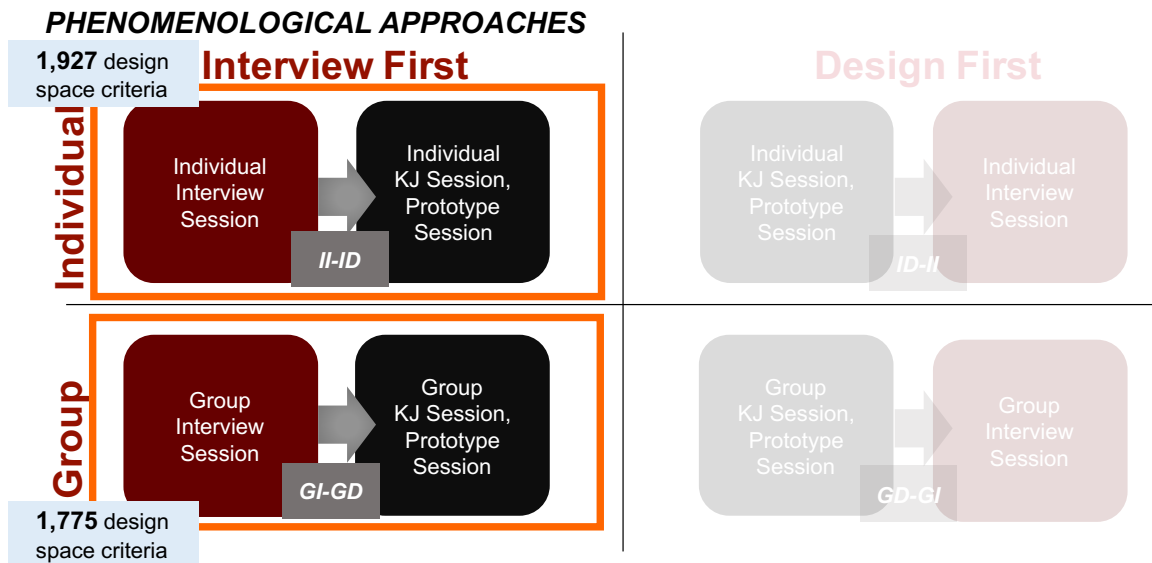 PHENOMENOLOGICAL APPROACHES
1,927 design
space criteria
Interview First
Design First
Individual
Individual
Interview
Session
Individual
KJ Session,
Prototype
Session
II-ID
Individual
KJ Session,
Prototype
Session
Individual
Interview
Session
ID-II
Group
Group
Interview
Session
Group
KJ Session,
Prototype
Session
GI-GD
Group
KJ Session,
Prototype
Session
Group
Interview
Session
GD-GI
1,775 design
space criteria